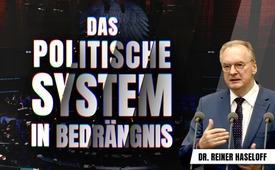 DAS
POLITISCHE
SYSTEM
IN BEDRÄNGNIS
DR. REINER HASELOFF